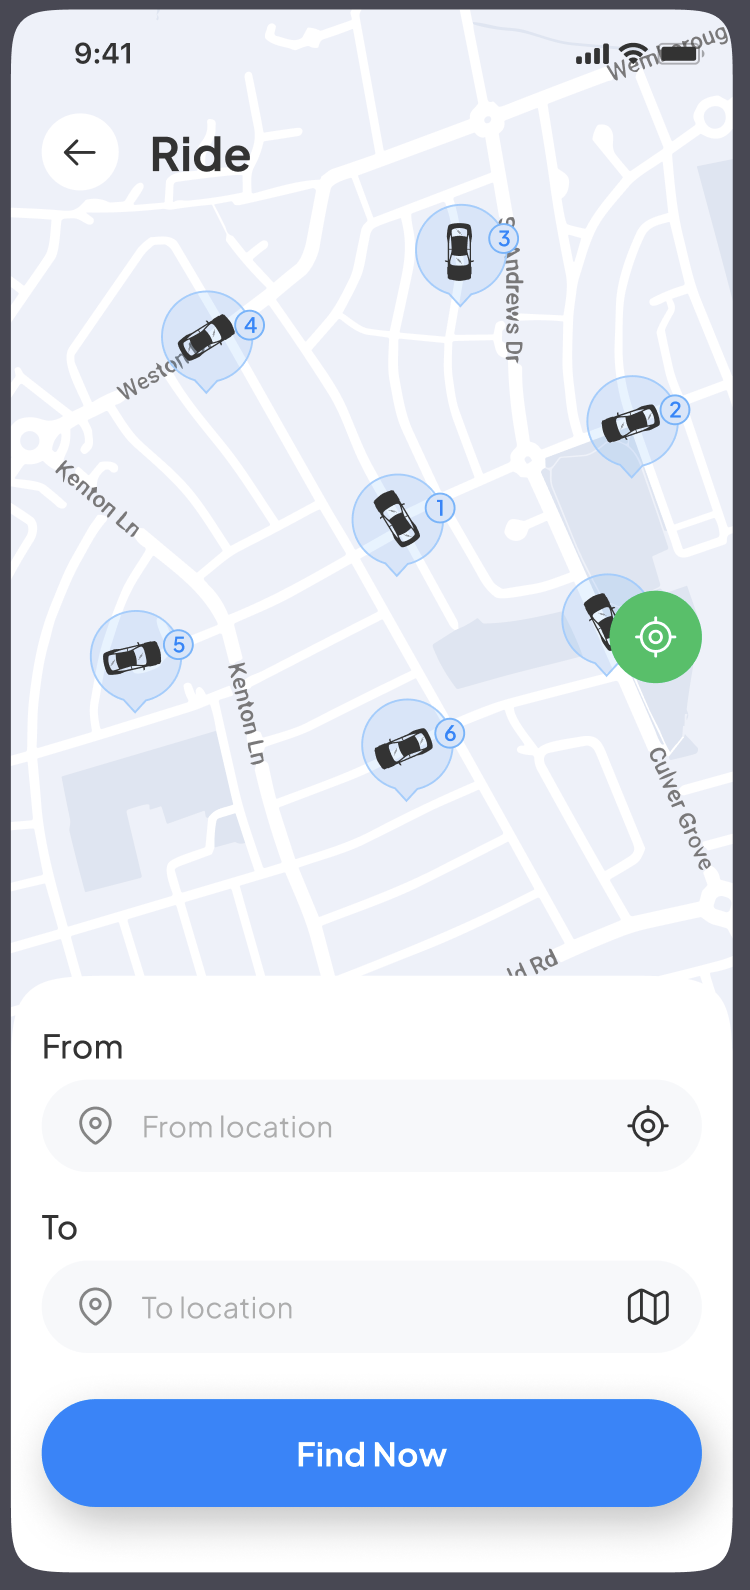 9:41
Ride
3
Andrews Dr
4
Weston
2
Kenton Ln
1
5
Kenton Ln
6
Culver Grove
ld Rd
From
From location
To
To location
Find Now